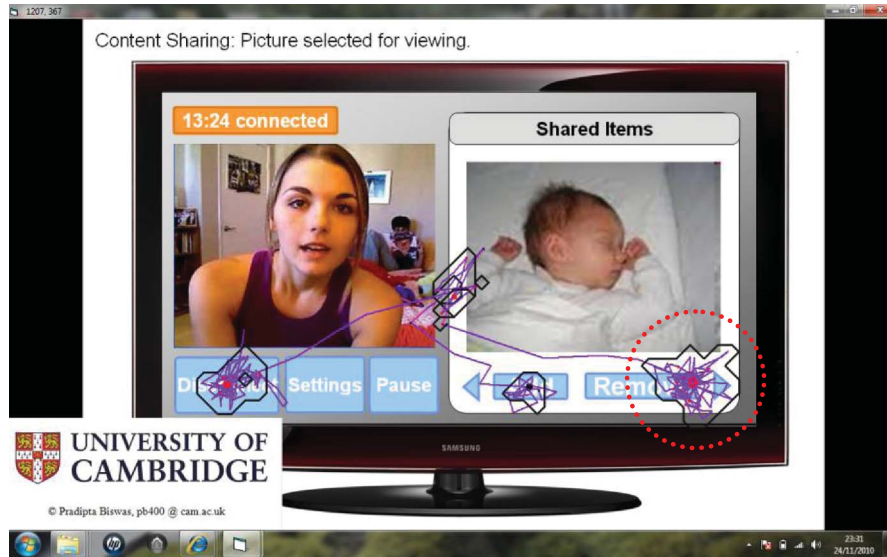 1207, 367
Content Sharing: Picture selected for viewing.
13:24 connected
Shared Items
Settings
Pause
SAMSUNG
UNIVERSITY OF
CAMBRIDGE
© Pradipta Biswas, pb400 @ cam.ac.uk
hp
23:31
24/11/2010